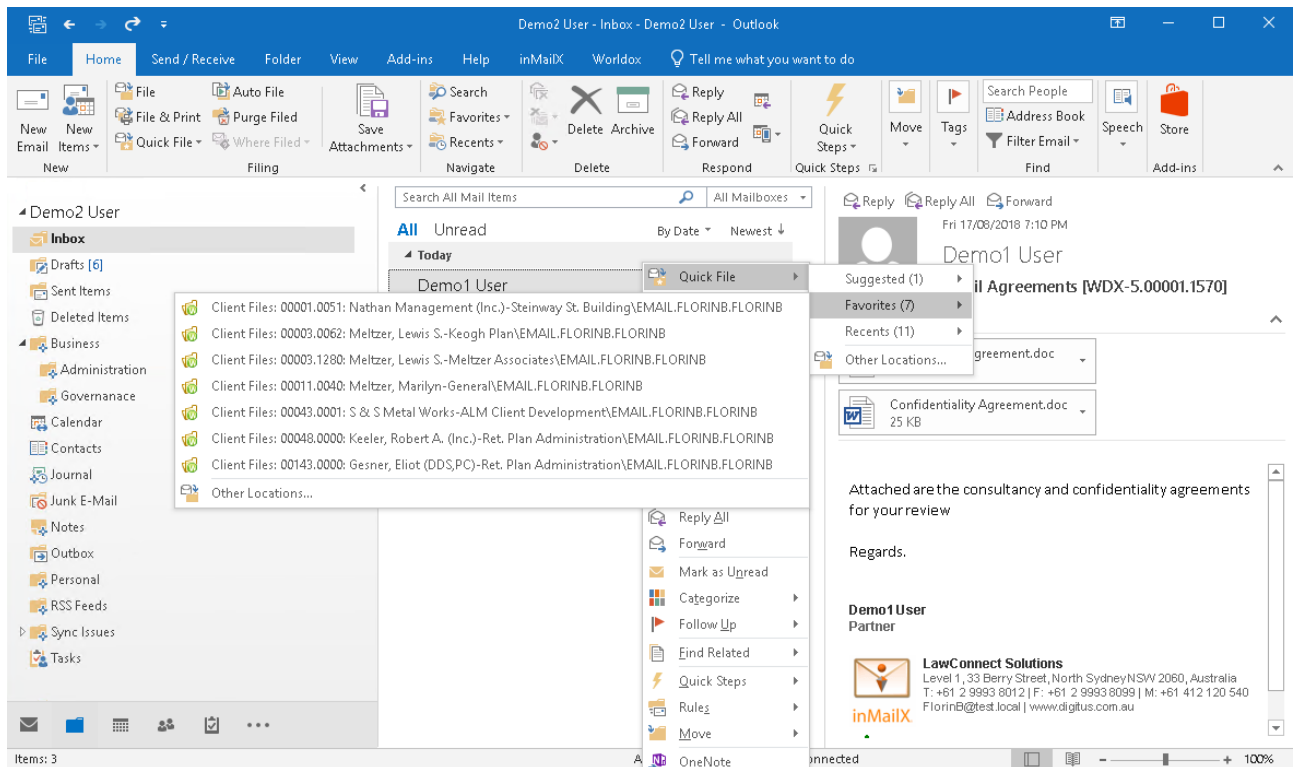 Demo2 User - Inbox - Demo2 User - Outlook
File Home Send / Receive Folder View Add-ins Help inMailX Worldox Tell me what you want to do
New Email
New Items
New
File
File & Print
Quick File
Auto File
Purge Filed
Where Filed
Filing
Save Attachments
Search
Favorites
Recents
Navigate
Delete Archive
Delete
Reply
Reply All
Forward
Respond
Quick Steps
Quick Steps
Move
Tags
Search People
Address Book
Filter Email
Find
Speech
Store
Add-ins
Demo2 User
Inbox
Drafts [6]
Sent Items
Deleted Items
Business
Administration
Governanace
Calendar
Contacts
Journal
Junk E-Mail
Notes
Outbox
Personal
RSS Feeds
Sync Issues
Tasks
Search All Mail Items All Mailboxes
All Unread By Date Newest ↓
Today
Demo1 User
Quick File
Suggested (1)
Favorites (7)
Recents (11)
Other Locations...
Client Files: 00001.0051: Nathan Management (Inc.)-Steinway St. Building\EMAIL.FLORINB.FLORINB
Client Files: 00003.0062: Meltzer, Lewis S.-Keogh Plan\EMAIL.FLORINB.FLORINB
Client Files: 00003.1280: Meltzer, Lewis S.-Meltzer Associates\EMAIL.FLORINB.FLORINB
Client Files: 00011.0040: Meltzer, Marilyn-General\EMAIL.FLORINB.FLORINB
Client Files: 00043.0001: S & S Metal Works-ALM Client Development\EMAIL.FLORINB.FLORINB
Client Files: 00048.0000: Keeler, Robert A. (Inc.)-Ret. Plan Administration\EMAIL.FLORINB.FLORINB
Client Files: 00143.0000: Gesner, Eliot (DDS,PC)-Ret. Plan Administration\EMAIL.FLORINB.FLORINB
Other Locations...
Reply All
Forward
Mark as Unread
Categorize
Follow Up
Find Related
Quick Steps
Rules
Move
OneNote
Reply Reply All Forward
Fri 17/08/2018 7:10 PM
Demo1 User
Agreements [WDX-5.00001.1570]
greement.doc
Confidentiality Agreement.doc
25 KB
Attached are the consultancy and confidentiality agreements
for your review
Regards.
Demo1 User
Partner
inMailX
LawConnect Solutions
Level 1, 33 Berry Street, North Sydney NSW 2060, Australia
T: +61 2 9993 8012 | F: +61 2 9993 8099 | M: +61 412 120 540
FlorinB@test.local | www.digitus.com.au
Items: 3
nnected
100%